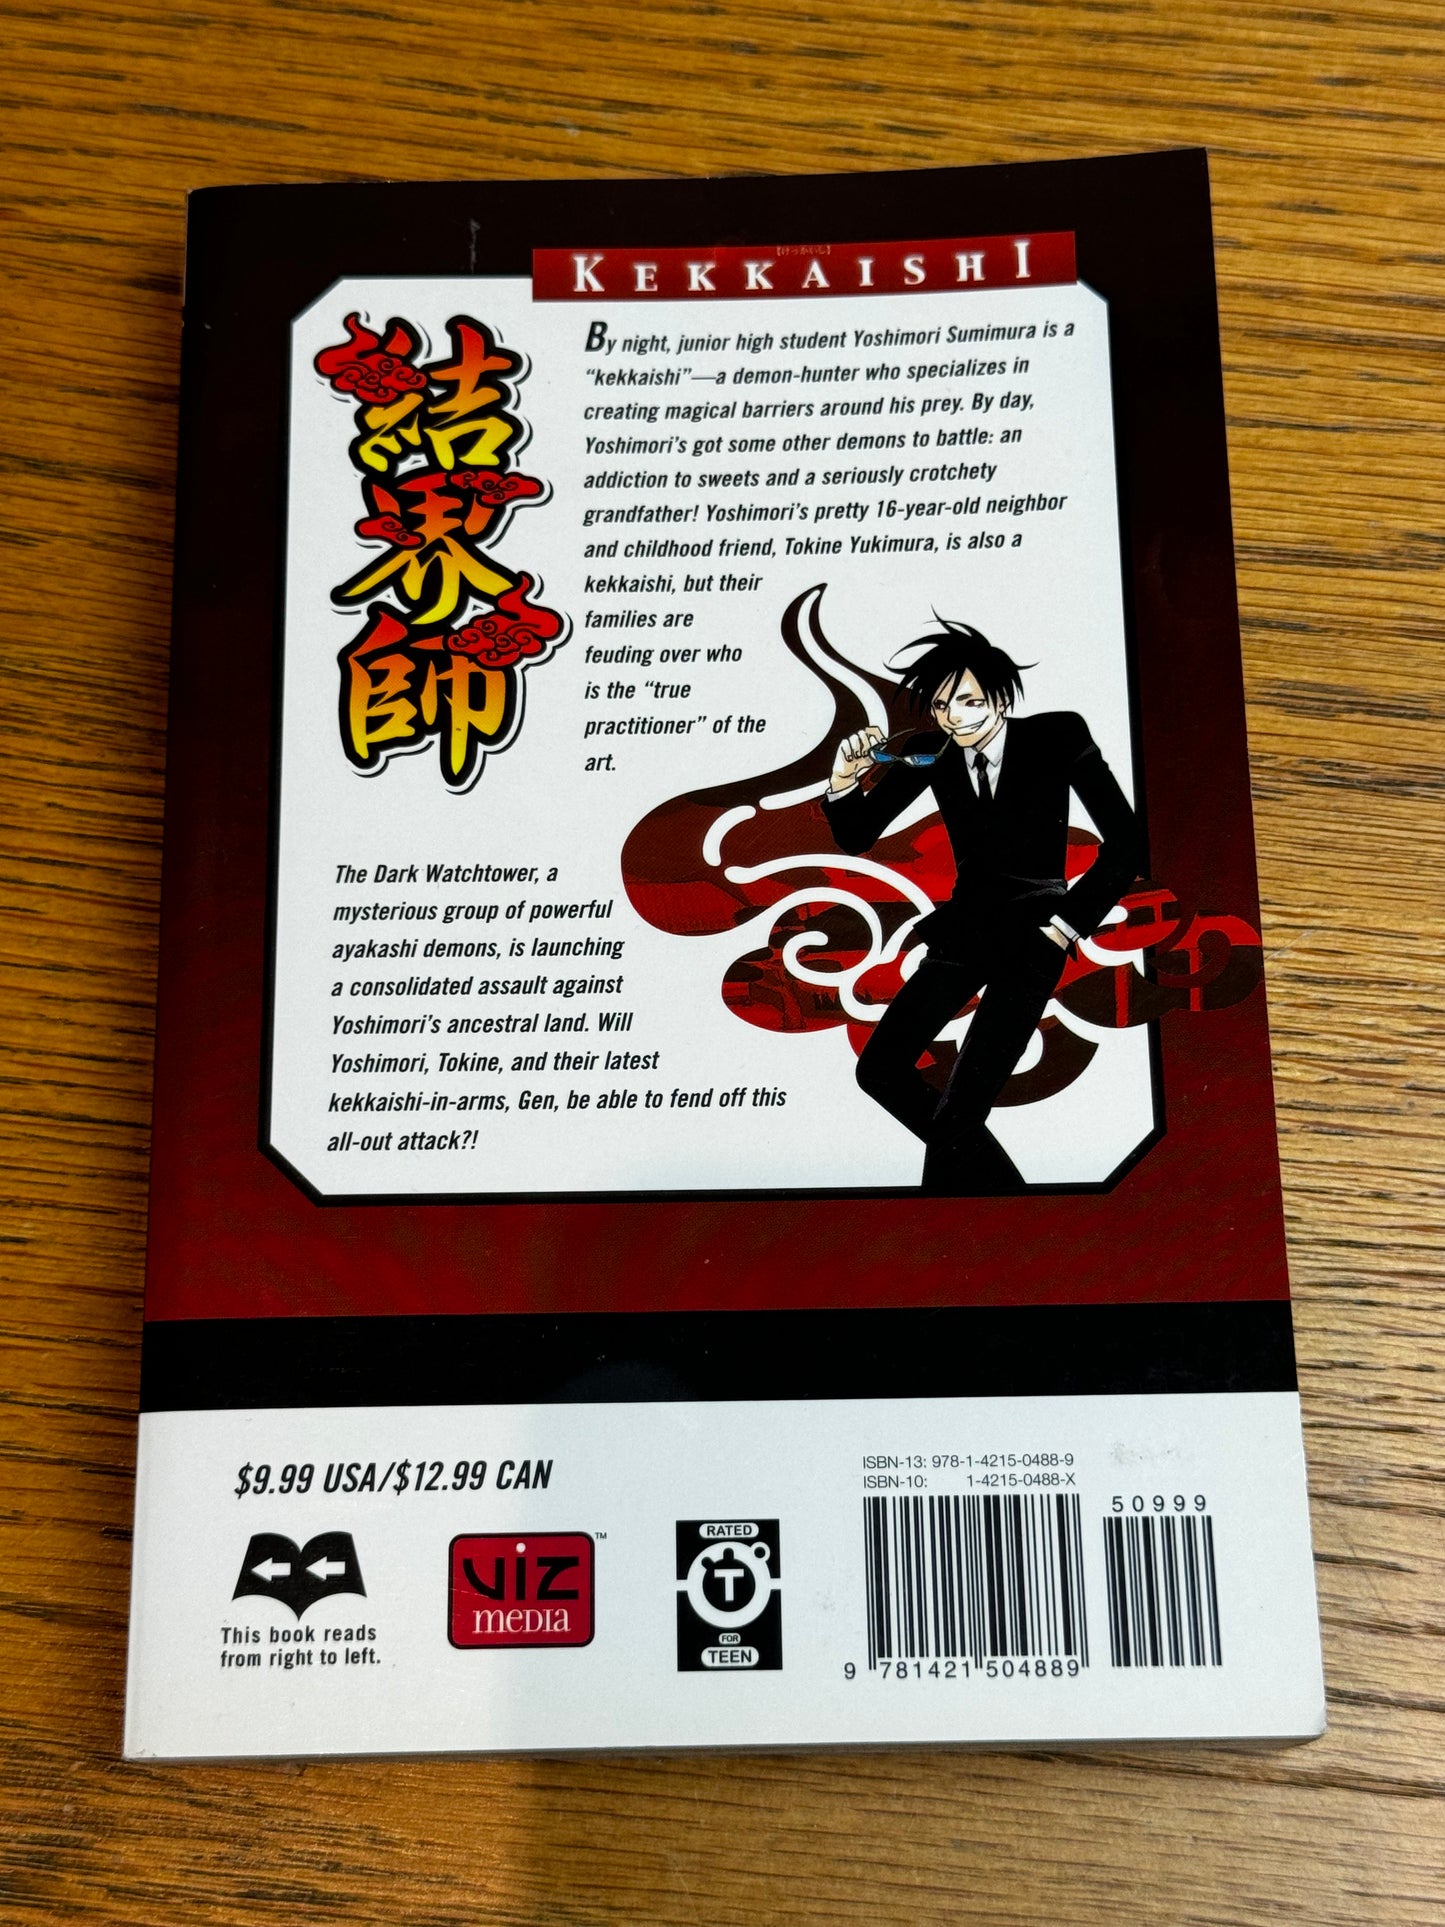 【けっかいし】
KEKKAISHI
結界師
By night, junior high student Yoshimori Sumimura is a
“kekkaishi”—a demon-hunter who specializes in
creating magical barriers around his prey. By day,
Yoshimori’s got some other demons to battle: an
addiction to sweets and a seriously crotchety
grandfather! Yoshimori’s pretty 16-year-old neighbor
and childhood friend, Tokine Yukimura, is also a
kekkaishi, but their
families are
feuding over who
is the “true
practitioner” of the
art.
The Dark Watchtower, a
mysterious group of powerful
ayakashi demons, is launching
a consolidated assault against
Yoshimori’s ancestral land. Will
Yoshimori, Tokine, and their latest
kekkaishi-in-arms, Gen, be able to fend off this
all-out attack?!
$9.99 USA/$12.99 CAN
This book reads
from right to left.
VIZ
MEDIA
™
RATED
T
FOR
TEEN
ISBN-13: 978-1-4215-0488-9
ISBN-10: 1-4215-0488-X
50999
9 781421 504889